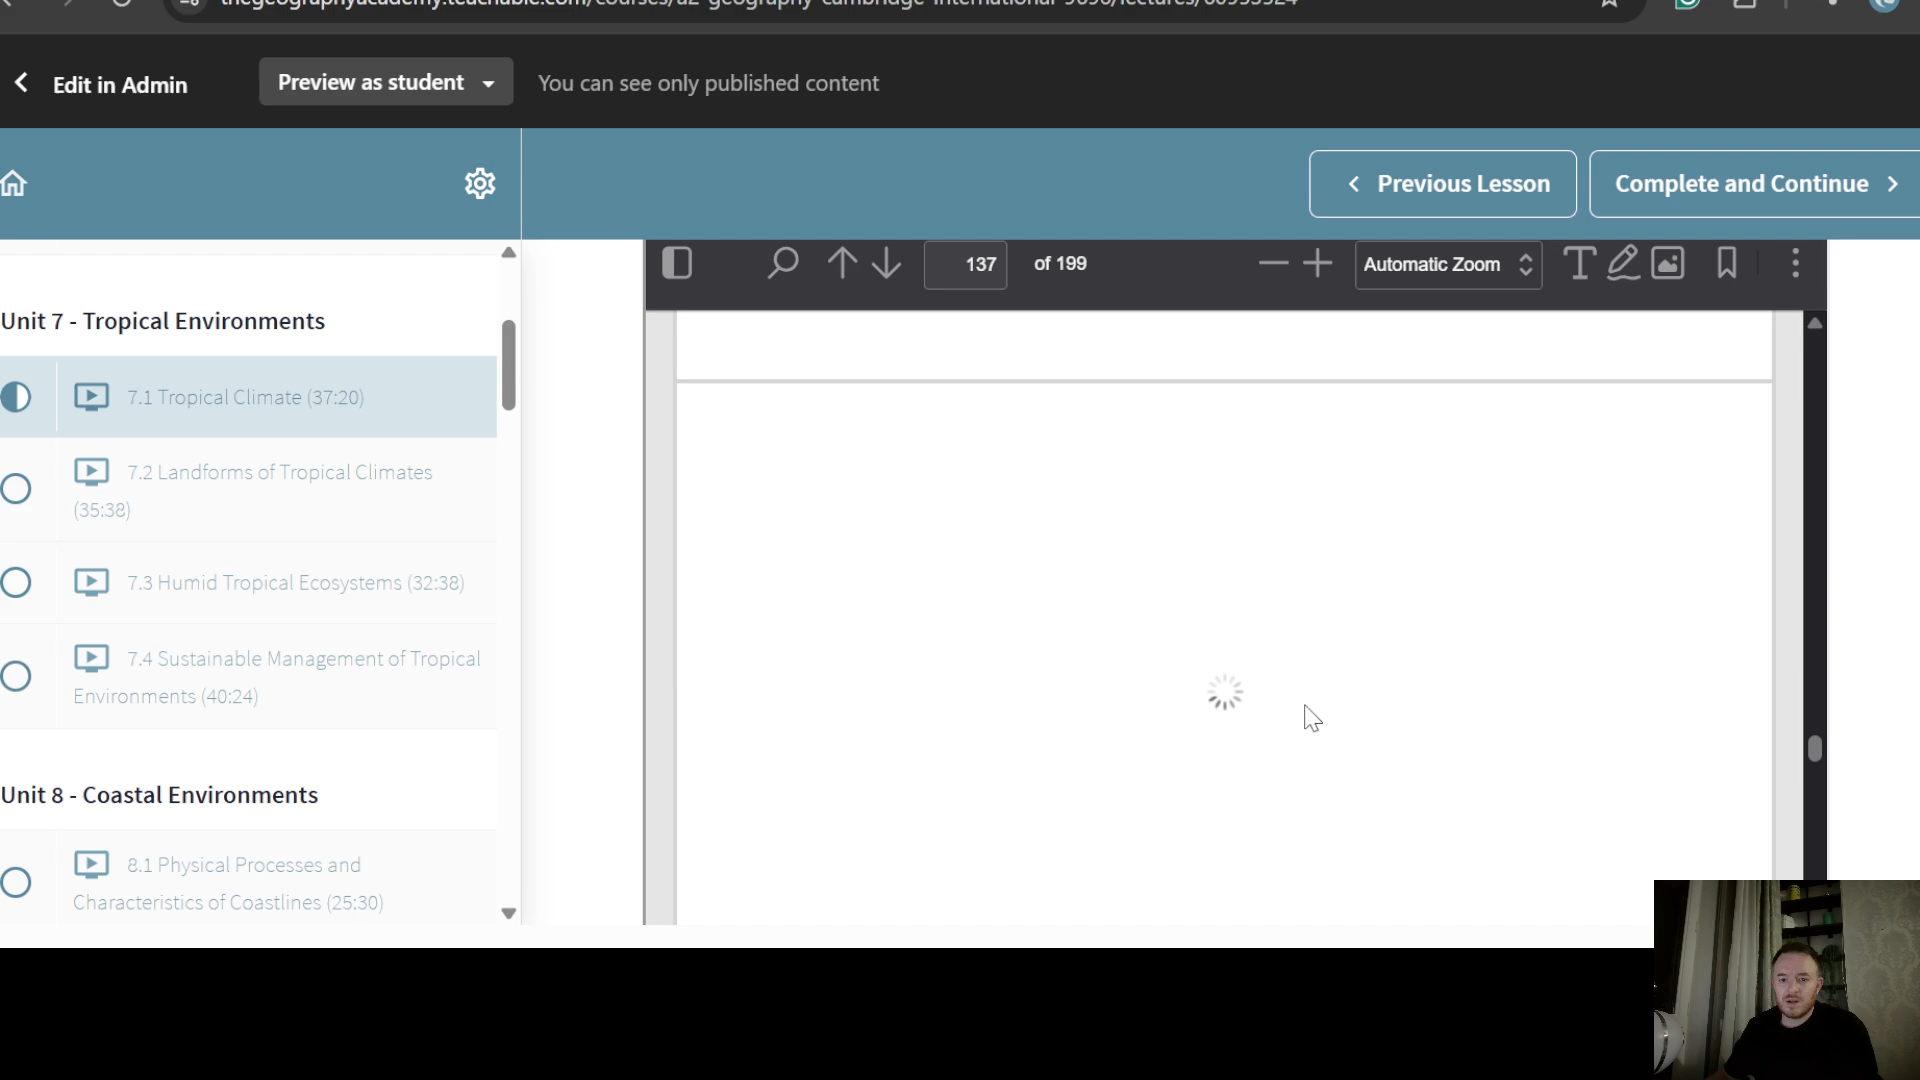 Edit in Admin
Preview as student
You can see only published content
Previous Lesson
Complete and Continue
137 of 199
Automatic Zoom
Unit 7 - Tropical Environments
7.1 Tropical Climate (37:20)
7.2 Landforms of Tropical Climates
(35:38)
7.3 Humid Tropical Ecosystems (32:38)
7.4 Sustainable Management of Tropical
Environments (40:24)
Unit 8 - Coastal Environments
8.1 Physical Processes and
Characteristics of Coastlines (25:30)